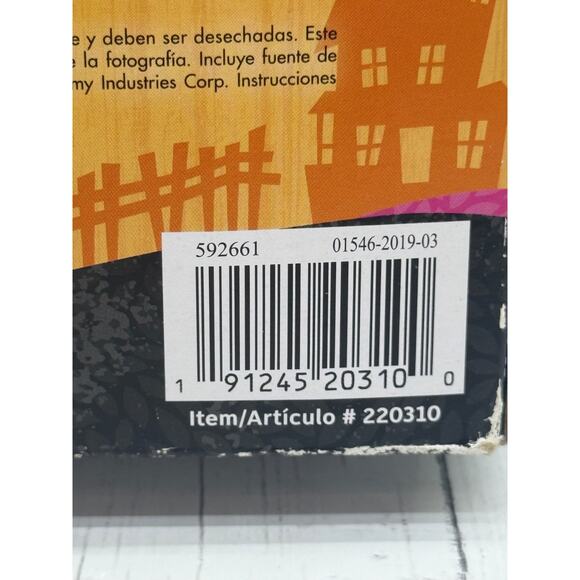 y deben ser desechadas. Este
la fotografía. Incluye fuente de
Industries Corp. Instrucciones
592661 01546-2019-03
1 91245 20310 0
Item/Artículo # 220310